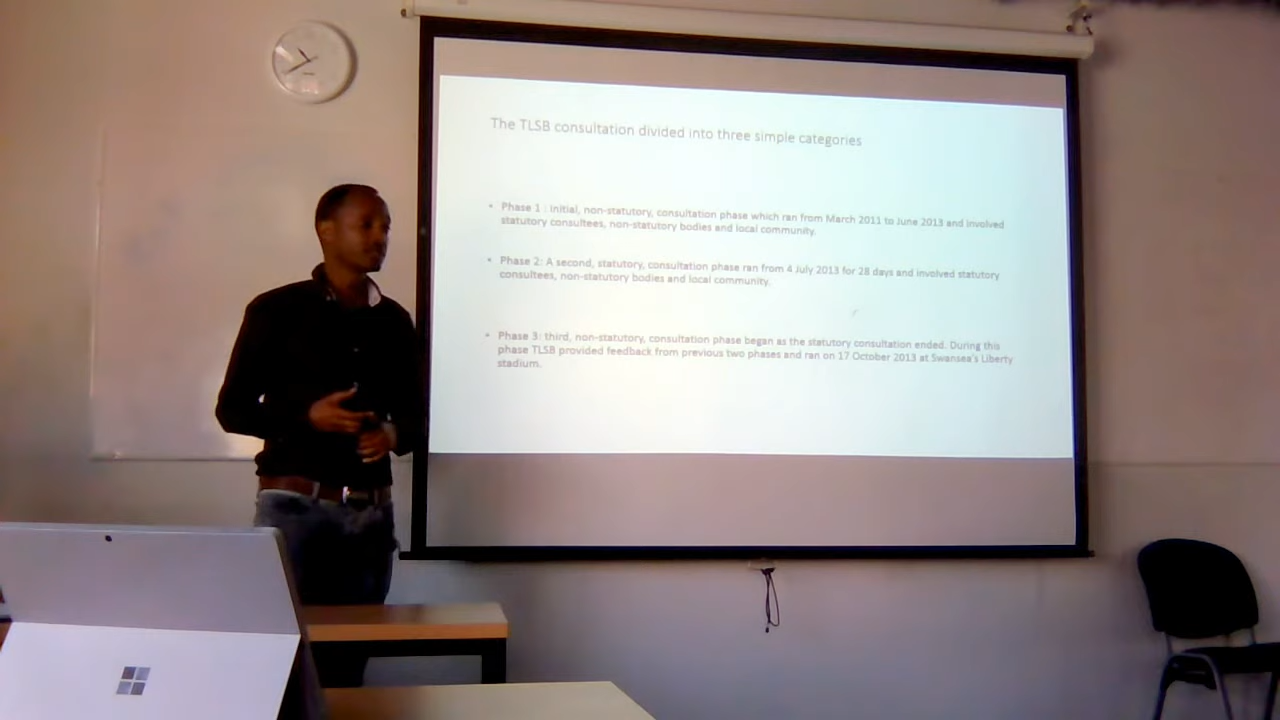 The TLSB consultation divided into three simple categories
• Phase 1 : initial, non-statutory, consultation phase which ran from March 2011 to June 2013 and involved
statutory consultees, non-statutory bodies and local community.
• Phase 2: A second, statutory, consultation phase ran from 4 July 2013 for 28 days and involved statutory
consultees, non-statutory bodies and local community.
• Phase 3: third, non-statutory, consultation phase began as the statutory consultation ended. During this
phase TLSB provided feedback from previous two phases and ran on 17 October 2013 at Swansea's Liberty
stadium.